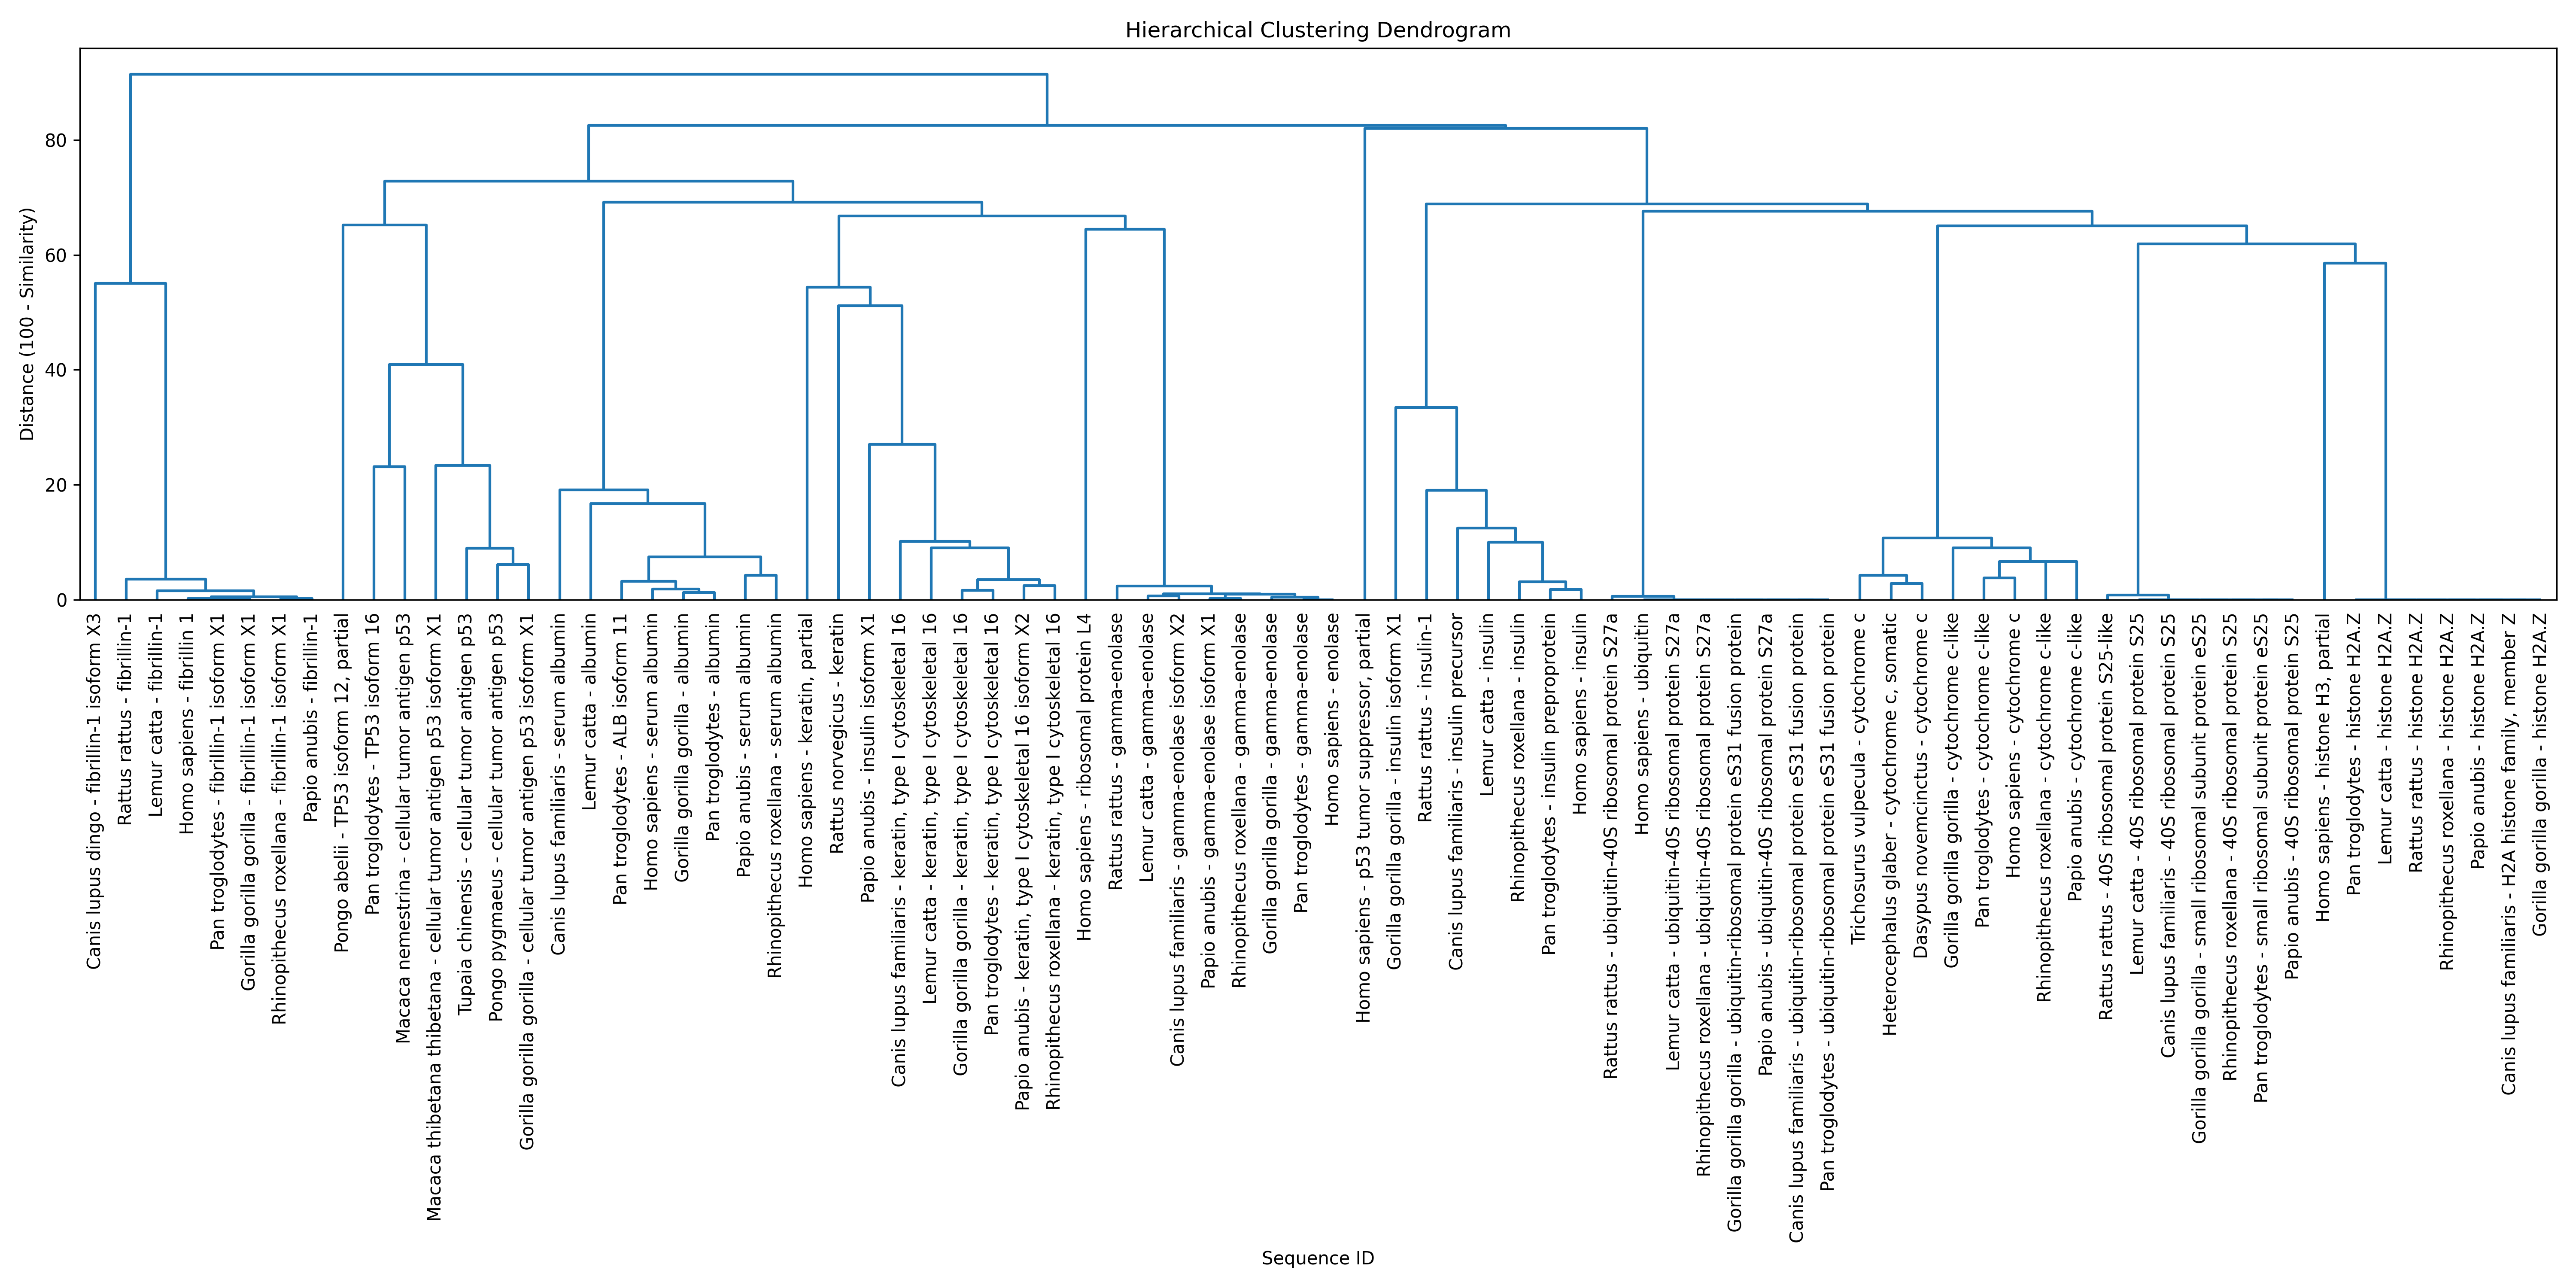 Hierarchical Clustering Dendrogram
Distance (100 - Similarity)
80
60
40
20
0
Canis lupus dingo - fibrillin-1 isoform X3
Rattus rattus - fibrillin-1
Lemur catta - fibrillin-1
Homo sapiens - fibrillin 1
Pan troglodytes - fibrillin-1 isoform X1
Gorilla gorilla - fibrillin-1 isoform X1
Rhinopithecus roxellana - fibrillin-1 isoform X1
Papio anubis - fibrillin-1
Pongo abelii - TP53 isoform 12, partial
Pan troglodytes - TP53 isoform 16
Macaca nemestrina - cellular tumor antigen p53
Macaca thibetana thibetana - cellular tumor antigen p53 isoform X1
Tupaia chinensis - cellular tumor antigen p53
Pongo pygmaeus - cellular tumor antigen p53
Gorilla gorilla gorilla - cellular tumor antigen p53 isoform X1
Canis lupus familiaris - serum albumin
Lemur catta - albumin
Pan troglodytes - ALB isoform 11
Homo sapiens - serum albumin
Gorilla gorilla - albumin
Pan troglodytes - albumin
Papio anubis - serum albumin
Rhinopithecus roxellana - serum albumin
Homo sapiens - keratin, partial
Rattus norvegicus - keratin
Papio anubis - insulin isoform X1
Canis lupus familiaris - keratin, type I cytoskeletal 16
Lemur catta - keratin, type I cytoskeletal 16
Gorilla gorilla gorilla - keratin, type I cytoskeletal 16
Pan troglodytes - keratin, type I cytoskeletal 16
Papio anubis - keratin, type I cytoskeletal 16 isoform X2
Rhinopithecus roxellana - keratin, type I cytoskeletal 16
Homo sapiens - ribosomal protein L4
Rattus rattus - gamma-enolase
Lemur catta - gamma-enolase
Canis lupus familiaris - gamma-enolase isoform X2
Papio anubis - gamma-enolase isoform X1
Rhinopithecus roxellana - gamma-enolase
Gorilla gorilla gorilla - gamma-enolase
Pan troglodytes - gamma-enolase
Homo sapiens - enolase
Homo sapiens - p53 tumor suppressor, partial
Gorilla gorilla gorilla - insulin isoform X1
Rattus rattus - insulin-1
Canis lupus familiaris - insulin precursor
Lemur catta - insulin
Rhinopithecus roxellana - insulin
Pan troglodytes - insulin preproprotein
Homo sapiens - insulin
Rattus rattus - ubiquitin-40S ribosomal protein S27a
Homo sapiens - ubiquitin
Lemur catta - ubiquitin-40S ribosomal protein S27a
Rhinopithecus roxellana - ubiquitin-40S ribosomal protein S27a
Gorilla gorilla gorilla - ubiquitin-ribosomal protein eS31 fusion protein
Papio anubis - ubiquitin-40S ribosomal protein S27a
Canis lupus familiaris - ubiquitin-ribosomal protein eS31 fusion protein
Pan troglodytes - ubiquitin-ribosomal protein eS31 fusion protein
Trichosurus vulpecula - cytochrome c
Heterocephalus glaber - cytochrome c, somatic
Dasypus novemcinctus - cytochrome c
Gorilla gorilla gorilla - cytochrome c-like
Pan troglodytes - cytochrome c-like
Homo sapiens - cytochrome c
Rhinopithecus roxellana - cytochrome c-like
Papio anubis - cytochrome c-like
Rattus rattus - 40S ribosomal protein S25-like
Lemur catta - 40S ribosomal protein S25
Canis lupus familiaris - 40S ribosomal protein S25
Gorilla gorilla gorilla - small ribosomal subunit protein eS25
Rhinopithecus roxellana - 40S ribosomal protein S25
Pan troglodytes - small ribosomal subunit protein eS25
Papio anubis - 40S ribosomal protein S25
Homo sapiens - histone H3, partial
Pan troglodytes - histone H2A.Z
Lemur catta - histone H2A.Z
Rattus rattus - histone H2A.Z
Rhinopithecus roxellana - histone H2A.Z
Papio anubis - histone H2A.Z
Canis lupus familiaris - H2A histone family, member Z
Gorilla gorilla gorilla - histone H2A.Z
Sequence ID